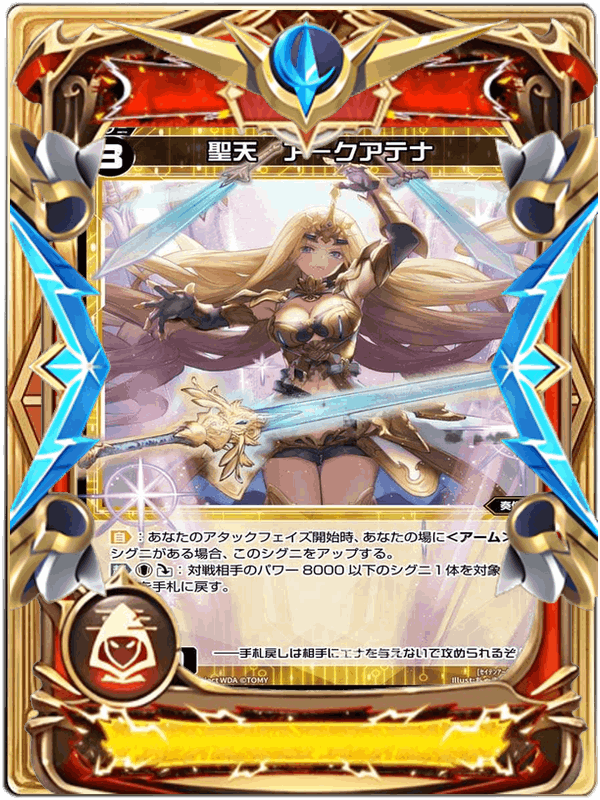 3
聖天 アークアテナ
自:あなたのアタックフェイズ開始時、あなたの場に<アーム>
シグニがある場合、このシグニをアップする。
:対戦相手のパワー8000以下のシグニ1体を対象
を手札に戻す。
──手札戻しは相手にエナを与えないで攻められるぞ
ject WDA ©TOMY
Illust